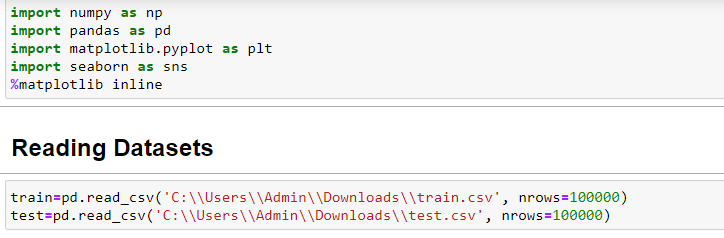 import numpy as np
import pandas as pd
import matplotlib.pyplot as plt
import seaborn as sns
%matplotlib inline
Reading Datasets
train=pd.read_csv('C:\\Users\\Admin\\Downloads\\train.csv', nrows=100000)
test=pd.read_csv('C:\\Users\\Admin\\Downloads\\test.csv', nrows=100000)